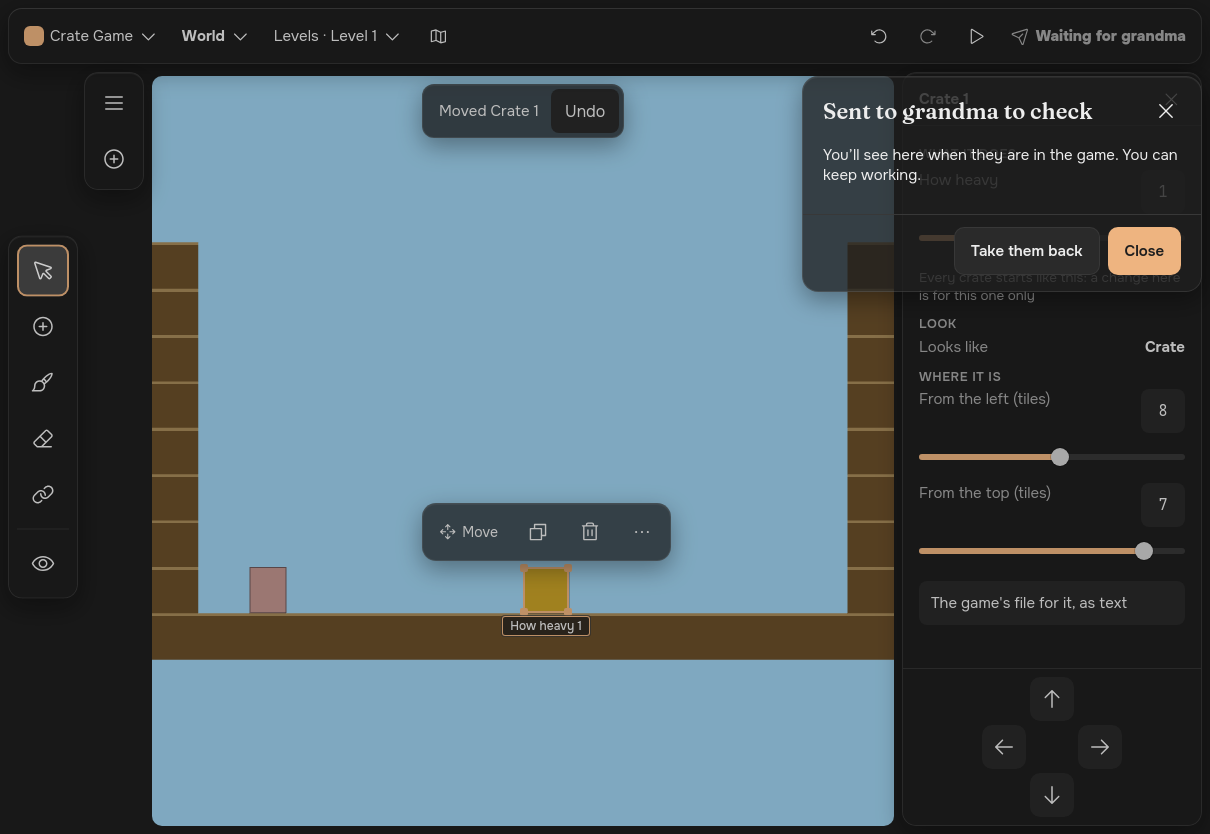 Crate Game
World
Levels · Level 1
Waiting for grandma
Moved Crate 1
Undo
Crate 1
Sent to grandma to check
You'll see here when they are in the game. You can
keep working.
How heavy
1
Take them back
Close
Every crate starts like this: a change here
is for this one only
LOOK
Looks like
Crate
WHERE IT IS
From the left (tiles)
8
From the top (tiles)
7
Move
How heavy 1
The game's file for it, as text